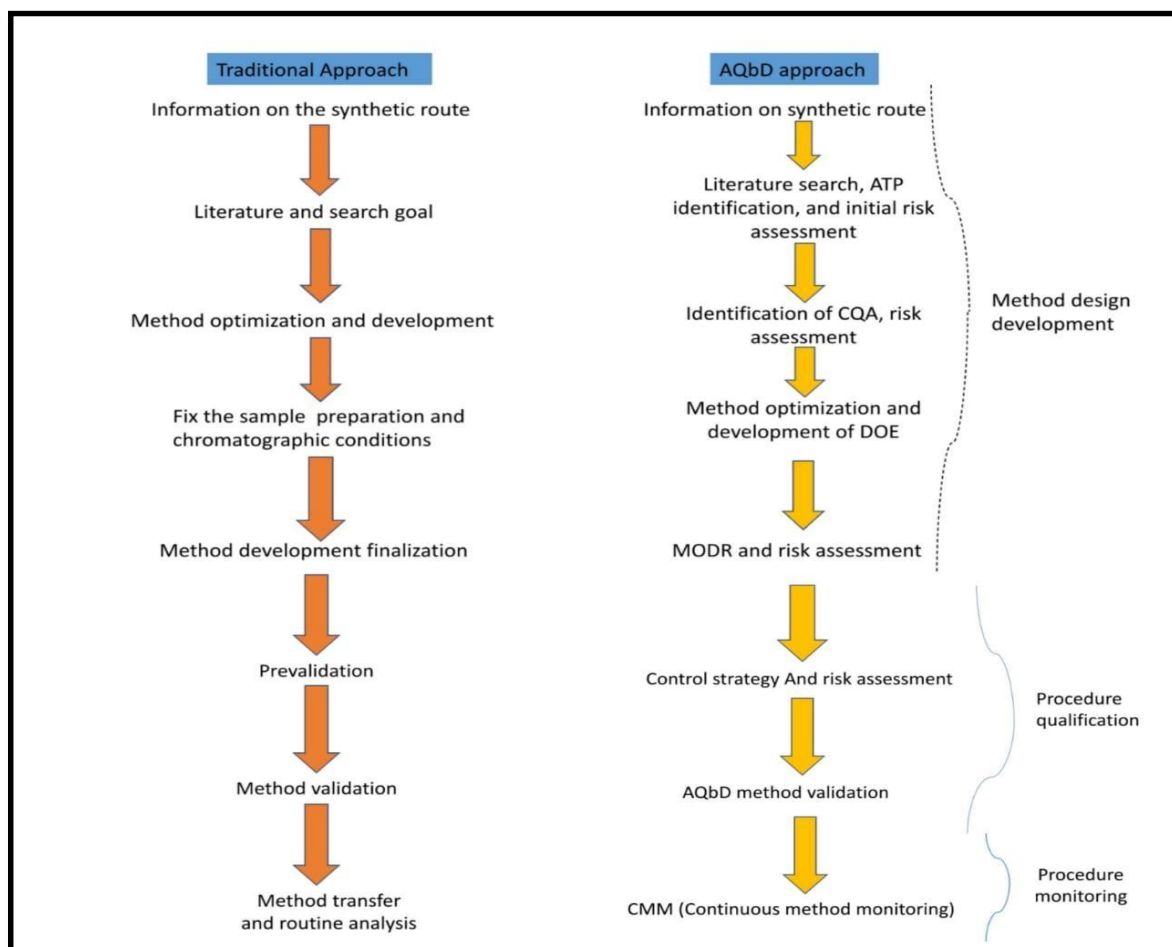 Traditional Approach
Information on the synthetic route
Literature and search goal
Method optimization and development
Fix the sample preparation and
chromatographic conditions
Method development finalization
Prevalidation
Method validation
Method transfer
and routine analysis
AQbD approach
Information on synthetic route
Literature search, ATP
identification, and initial risk
assessment
Identification of CQA, risk
assessment
Method optimization and
development of DOE
MODR and risk assessment
Control strategy And risk assessment
AQbD method validation
CMM (Continuous method monitoring)
Method design
development
Procedure
qualification
Procedure
monitoring